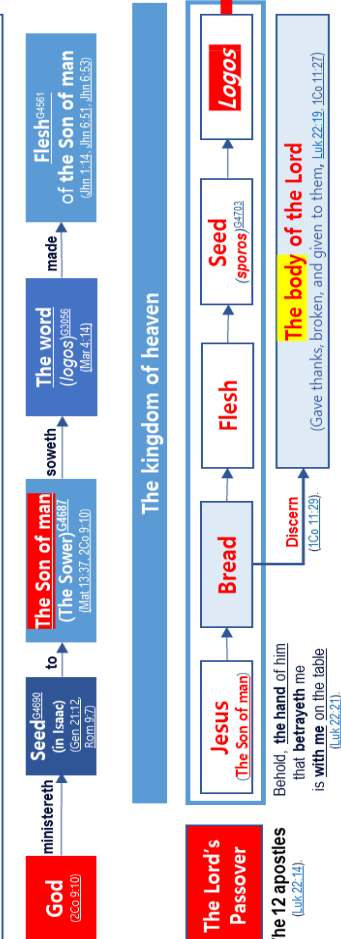 God
(2Co 9:10)
ministereth
Seed G4690
(in Isaac)
(Gen 21:12,
Rom 9:7)
to
The Son of man
(The Sower) G4687
(Mat 13:37, 2Co 9:10)
soweth
The word
(logos) G3056
(Mar 4:14)
made
Flesh G4561
of the Son of man
(Jhn 1:14, Jhn 6:51, Jhn 6:53)
The kingdom of heaven
The Lord's
Passover
Jesus
(The Son of man)
Bread
Flesh
Seed
(sporos) G4703
Logos
The 12 apostles
(Luk 22:14).
Behold, the hand of him
that betrayeth me
is with me on the table
(Luk 22:21).
Discern
(1Co 11:29).
The body of the Lord
(Gave thanks, broken, and given to them, Luk 22:19, 1Co 11:27)